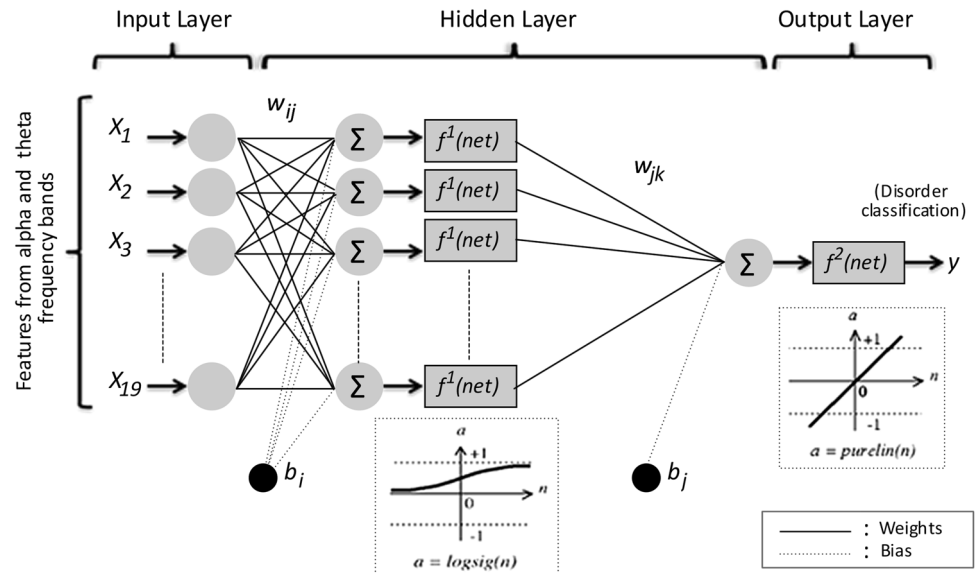 Input Layer
Hidden Layer
Output Layer
Features from alpha and theta
frequency bands
X1
X2
X3
X19
wij
Σ
Σ
Σ
Σ
f1(net)
f1(net)
f1(net)
f1(net)
wjk
Σ
f2(net)
y
(Disorder
classification)
bi
bj
a
+1
n
0
-1
a = logsig(n)
a
+1
n
0
-1
a = purelin(n)
: Weights
: Bias